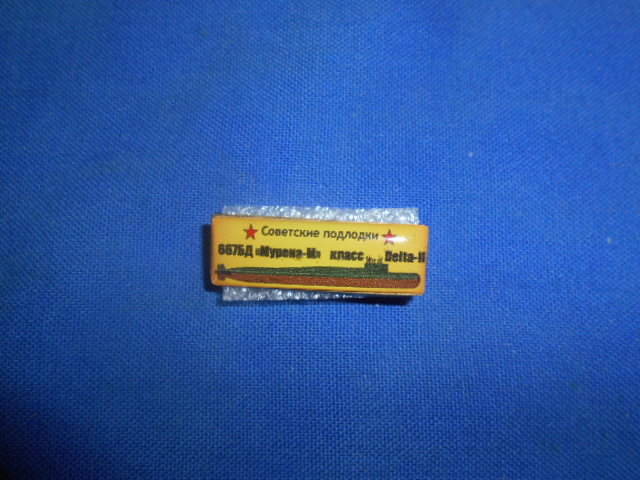 Советские подлодки
667БД «Мурена-М» класс Delta-II